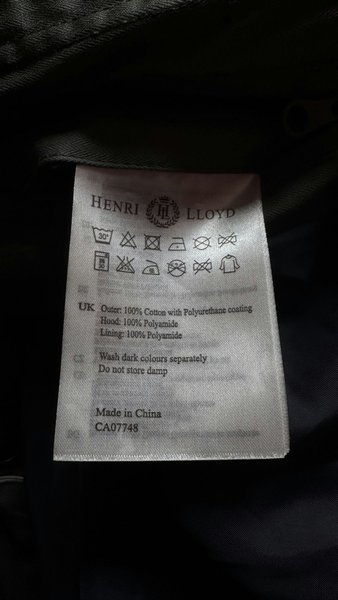 HENRI HL LLOYD
30°
UK Outer: 100% Cotton with Polyurethane coating
Hood: 100% Polyamide
Lining: 100% Polyamide
Wash dark colours separately
Do not store damp
Made in China
CA07748